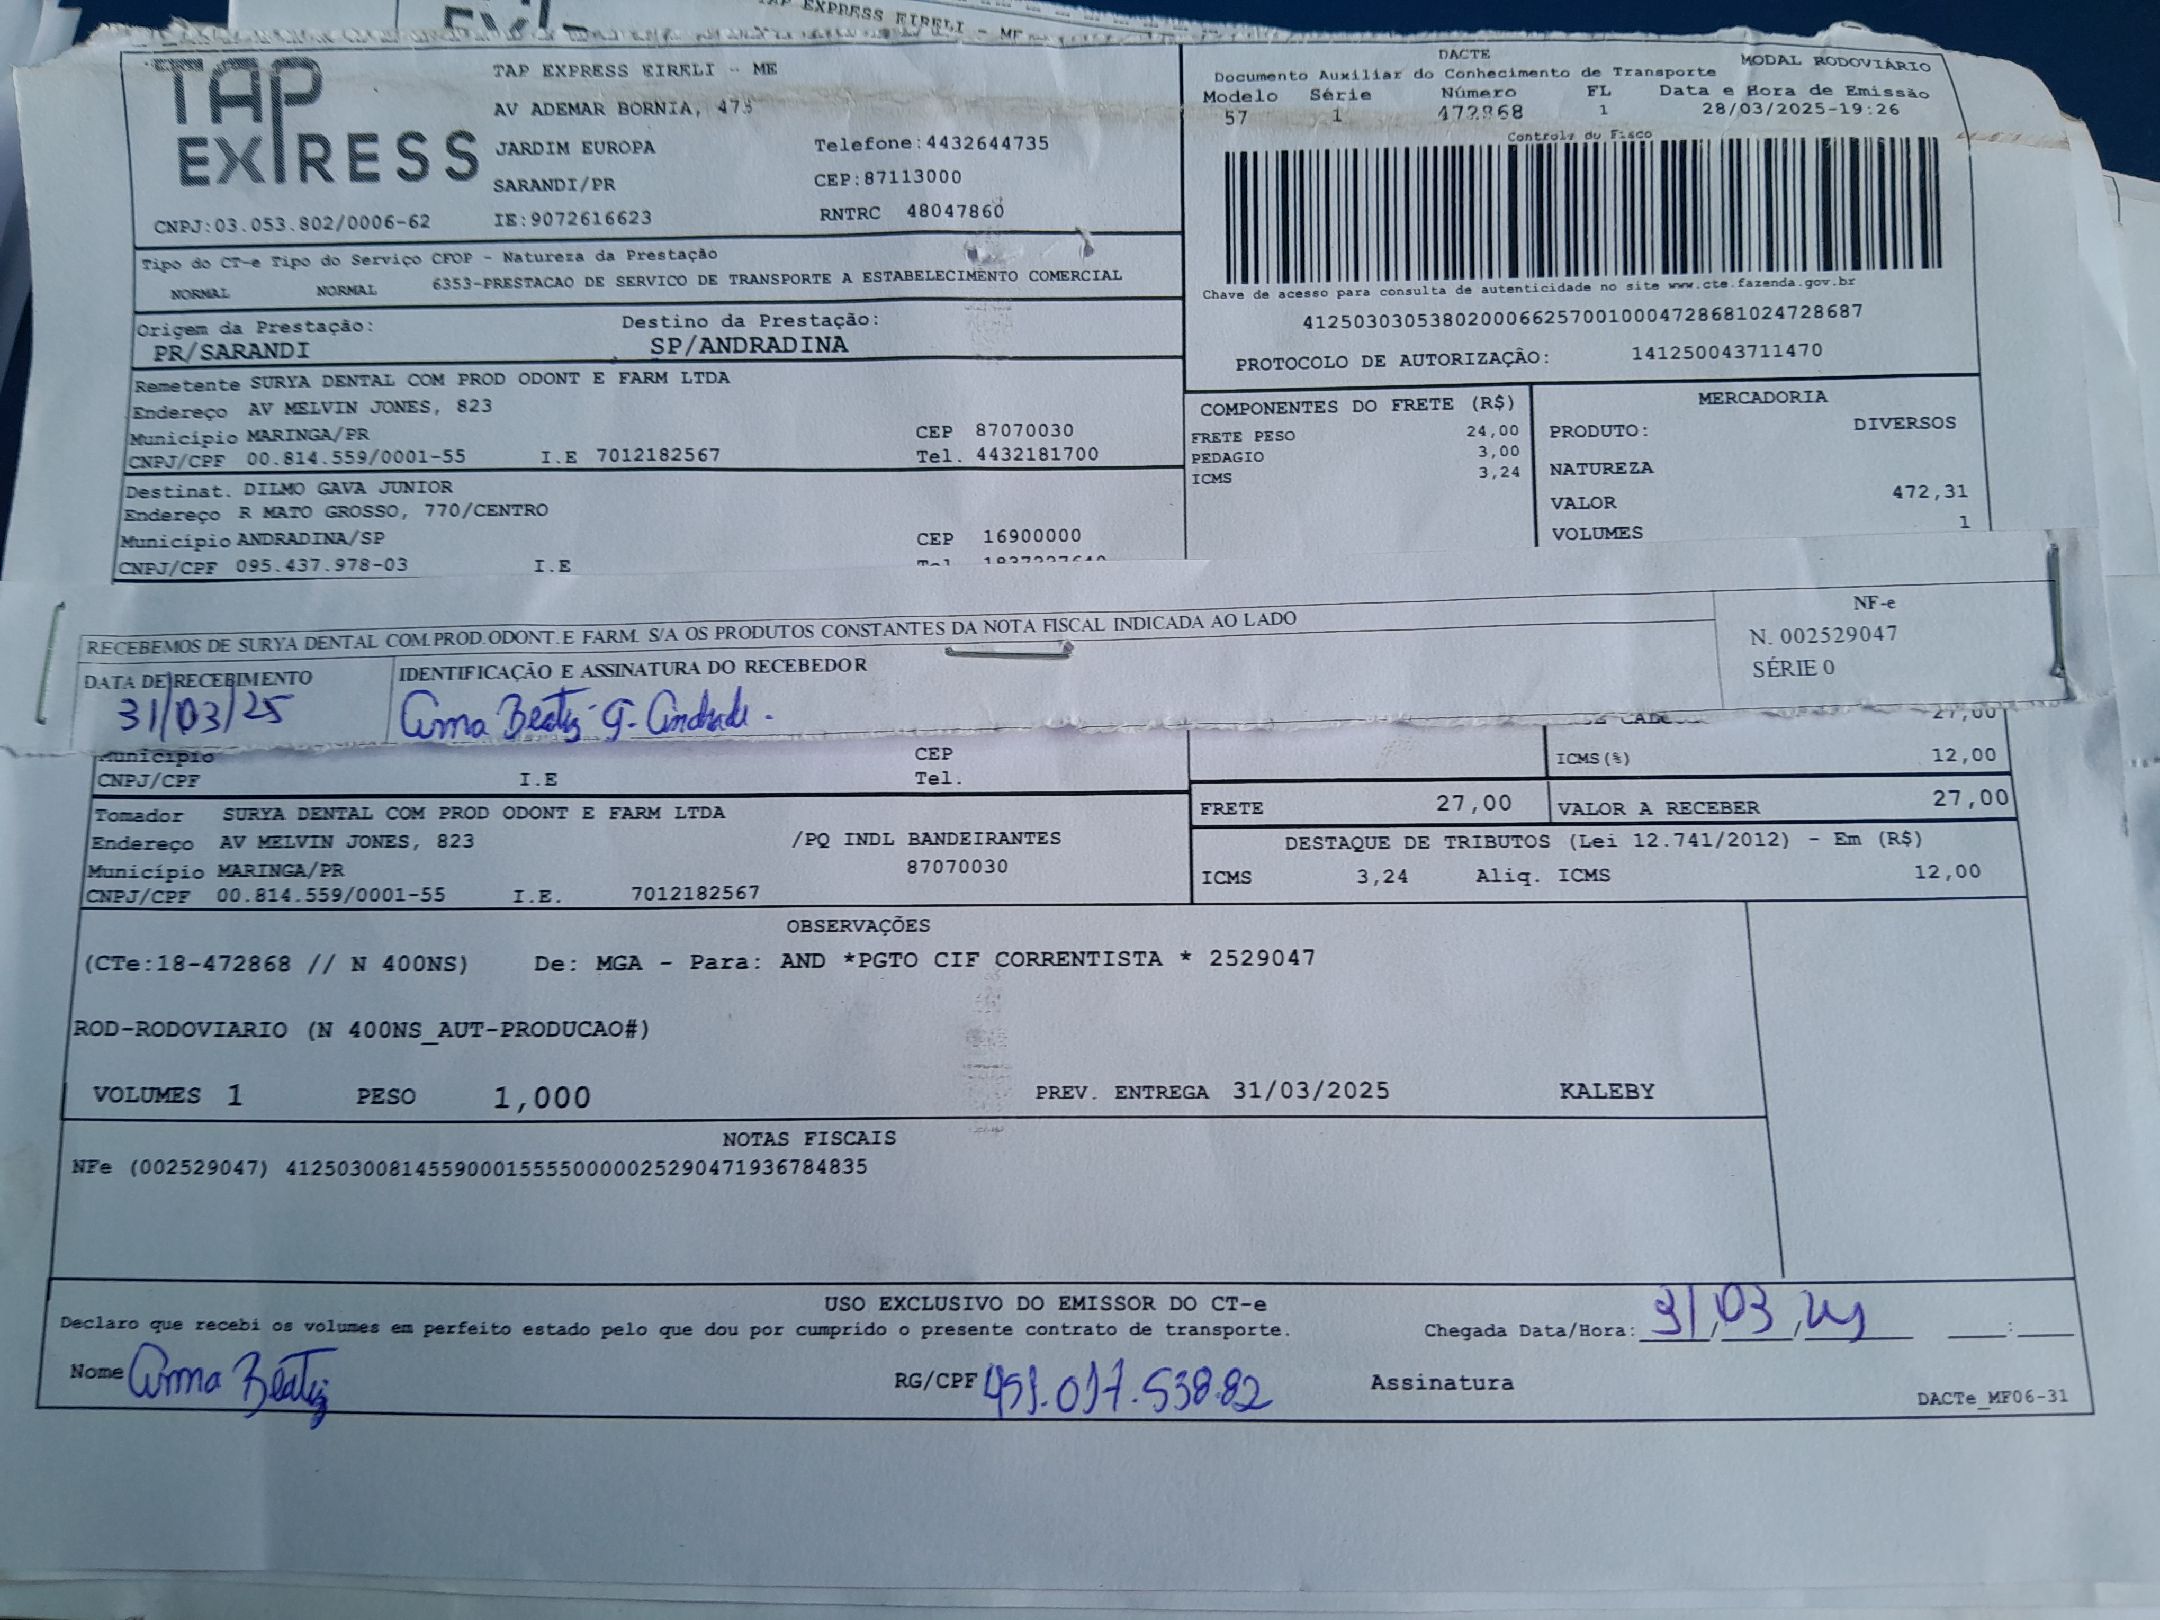 TAP EXPRESS EIRELI - ME
TAP
EXPRESS
TAP EXPRESS EIRELI - ME
AV ADEMAR BORNIA, 475
JARDIM EUROPA
Telefone:4432644735
SARANDI/PR
CEP:87113000
CNPJ:03.053.802/0006-62
IE:9072616623
RNTRC 48047860
DACTE
MODAL RODOVIÁRIO
Documento Auxiliar do Conhecimento de Transporte
Modelo Série Número FL Data e Hora de Emissão
57 1 472868 1 28/03/2025-19:26
Controle do Fisco
Chave de acesso para consulta de autenticidade no site www.cte.fazenda.gov.br
41250303053802000662570010004728681024728687
PROTOCOLO DE AUTORIZAÇÃO: 141250043711470
Tipo do CT-e Tipo do Serviço CFOP - Natureza da Prestação
NORMAL NORMAL 6353-PRESTACAO DE SERVICO DE TRANSPORTE A ESTABELECIMENTO COMERCIAL
Origem da Prestação: Destino da Prestação:
PR/SARANDI SP/ANDRADINA
Remetente SURYA DENTAL COM PROD ODONT E FARM LTDA
Endereço AV MELVIN JONES, 823
Município MARINGA/PR CEP 87070030
CNPJ/CPF 00.814.559/0001-55 I.E 7012182567 Tel. 4432181700
Destinat. DILMO GAVA JUNIOR
Endereço R MATO GROSSO, 770/CENTRO
Município ANDRADINA/SP CEP 16900000
CNPJ/CPF 095.437.978-03 I.E
COMPONENTES DO FRETE (R$)
FRETE PESO 24,00
PEDAGIO 3,00
ICMS 3,24
MERCADORIA
PRODUTO: DIVERSOS
NATUREZA
VALOR 472,31
VOLUMES 1
RECEBEMOS DE SURYA DENTAL COM.PROD.ODONT.E FARM. S/A OS PRODUTOS CONSTANTES DA NOTA FISCAL INDICADA AO LADO
DATA DE RECEBIMENTO
31/03/25
IDENTIFICAÇÃO E ASSINATURA DO RECEBEDOR
Anna Beatriz G. Andrade.
NF-e
N. 002529047
SÉRIE 0
27,00
Município CEP
CNPJ/CPF I.E Tel.
ICMS(%) 12,00
FRETE 27,00 VALOR A RECEBER 27,00
Tomador SURYA DENTAL COM PROD ODONT E FARM LTDA
Endereço AV MELVIN JONES, 823 /PQ INDL BANDEIRANTES
Município MARINGA/PR 87070030
CNPJ/CPF 00.814.559/0001-55 I.E. 7012182567
DESTAQUE DE TRIBUTOS (Lei 12.741/2012) - Em (R$)
ICMS 3,24 Aliq. ICMS 12,00
OBSERVAÇÕES
(CTe:18-472868 // N 400NS) De: MGA - Para: AND *PGTO CIF CORRENTISTA * 2529047
ROD-RODOVIARIO (N 400NS_AUT-PRODUCAO#)
VOLUMES 1 PESO 1,000 PREV. ENTREGA 31/03/2025 KALEBY
NOTAS FISCAIS
NFe (002529047) 41250300814559000155550000025290471936784835
USO EXCLUSIVO DO EMISSOR DO CT-e
Declaro que recebi os volumes em perfeito estado pelo que dou por cumprido o presente contrato de transporte.
Chegada Data/Hora: 31/03/25 :
Nome Anna Beatriz RG/CPF 451.017.538.82 Assinatura
DACTe_MF06-31